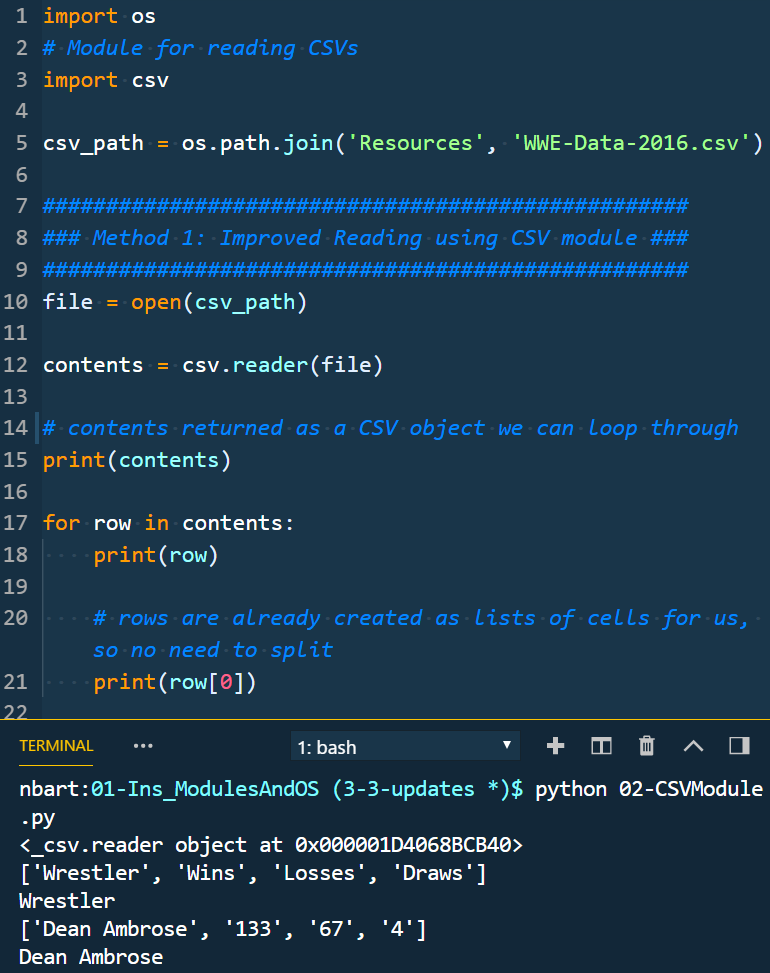 1 import os
2 # Module for reading CSVs
3 import csv
4
5 csv_path = os.path.join('Resources', 'WWE-Data-2016.csv')
6
7 ###################################################
8 ### Method 1: Improved Reading using CSV module ###
9 ###################################################
10 file = open(csv_path)
11
12 contents = csv.reader(file)
13
14 # contents returned as a CSV object we can loop through
15 print(contents)
16
17 for row in contents:
18     print(row)
19
20     # rows are already created as lists of cells for us,
    so no need to split
21     print(row[0])
22
TERMINAL ••• 1: bash
nbart:01-Ins_ModulesAndOS (3-3-updates *)$ python 02-CSVModule
.py
<_csv.reader object at 0x000001D4068BCB40>
['Wrestler', 'Wins', 'Losses', 'Draws']
Wrestler
['Dean Ambrose', '133', '67', '4']
Dean Ambrose